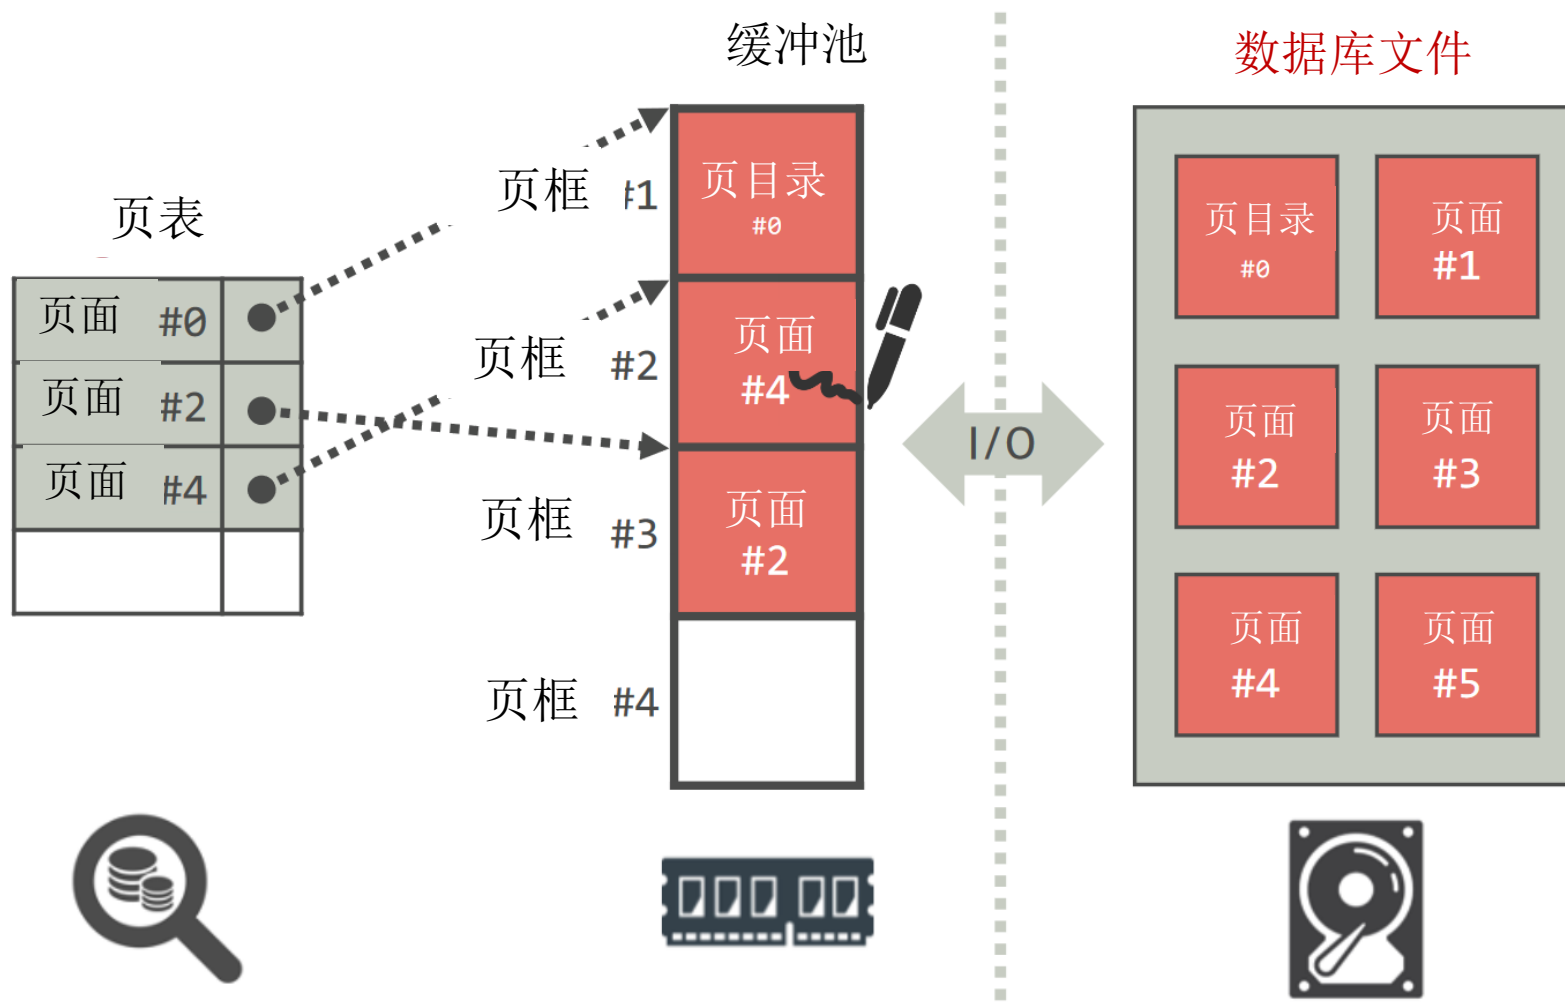 缓冲池
数据库文件
页表
页面 #0
页面 #2
页面 #4
页框 #1
页框 #2
页框 #3
页框 #4
页目录
#0
页面
#4
页面
#2
I/O
页目录
#0
页面
#1
页面
#2
页面
#3
页面
#4
页面
#5